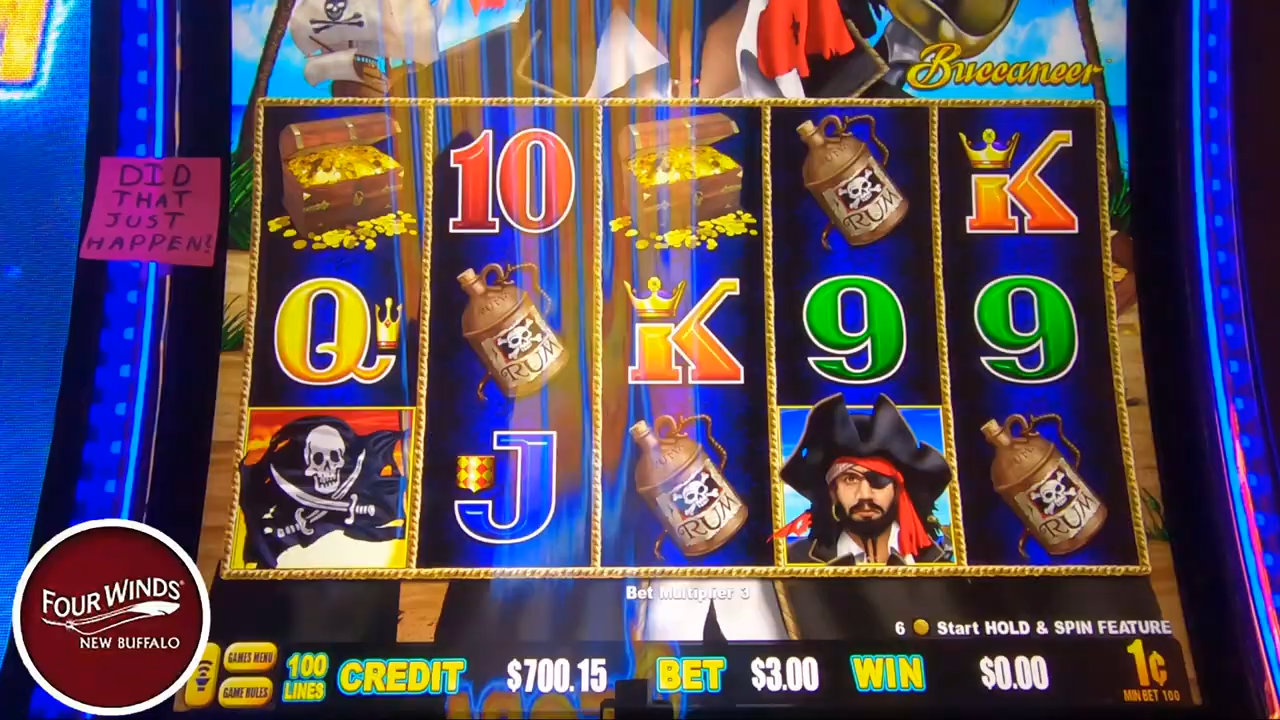 Buccaneer
DID
THAT
JUST
HAPPEN!
10
RUM
K
Q
RUM
K
9
9
J
RUM
RUM
Bet Multiplier 3
6 Start HOLD & SPIN FEATURE
FOUR WINDS®
NEW BUFFALO
GAMES MENU
GAME RULES
100
LINES
CREDIT $700.15 BET $3.00 WIN $0.00
1¢
MIN BET 100